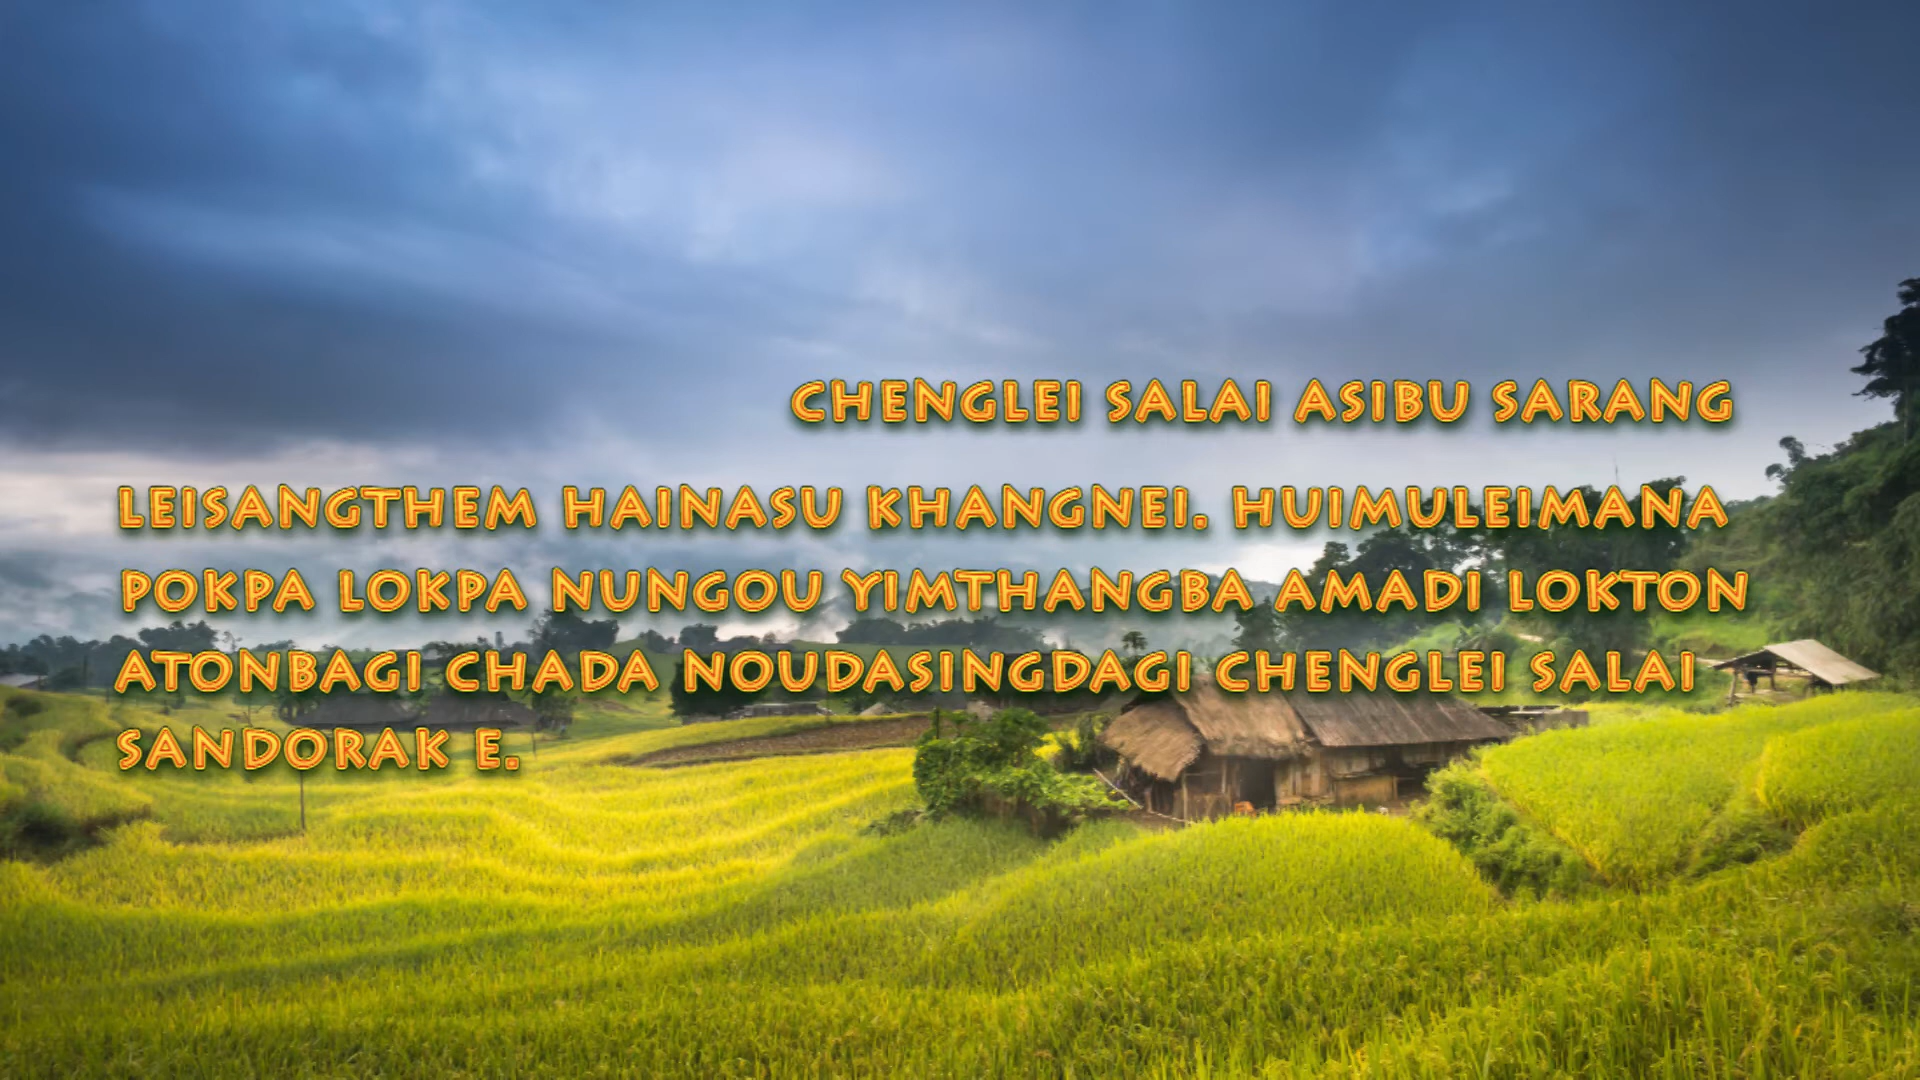 CHENGLEI SALAI ASIBU SARANG
LEISANGTHEM HAINASU KHANGNEI. HUIMULEIMANA
POKPA LOKPA NUNGOU YIMTHANGBA AMADI LOKTON
ATONBAGI CHADA NOUDASINGDAGI CHENGLEI SALAI
SANDORAK E.